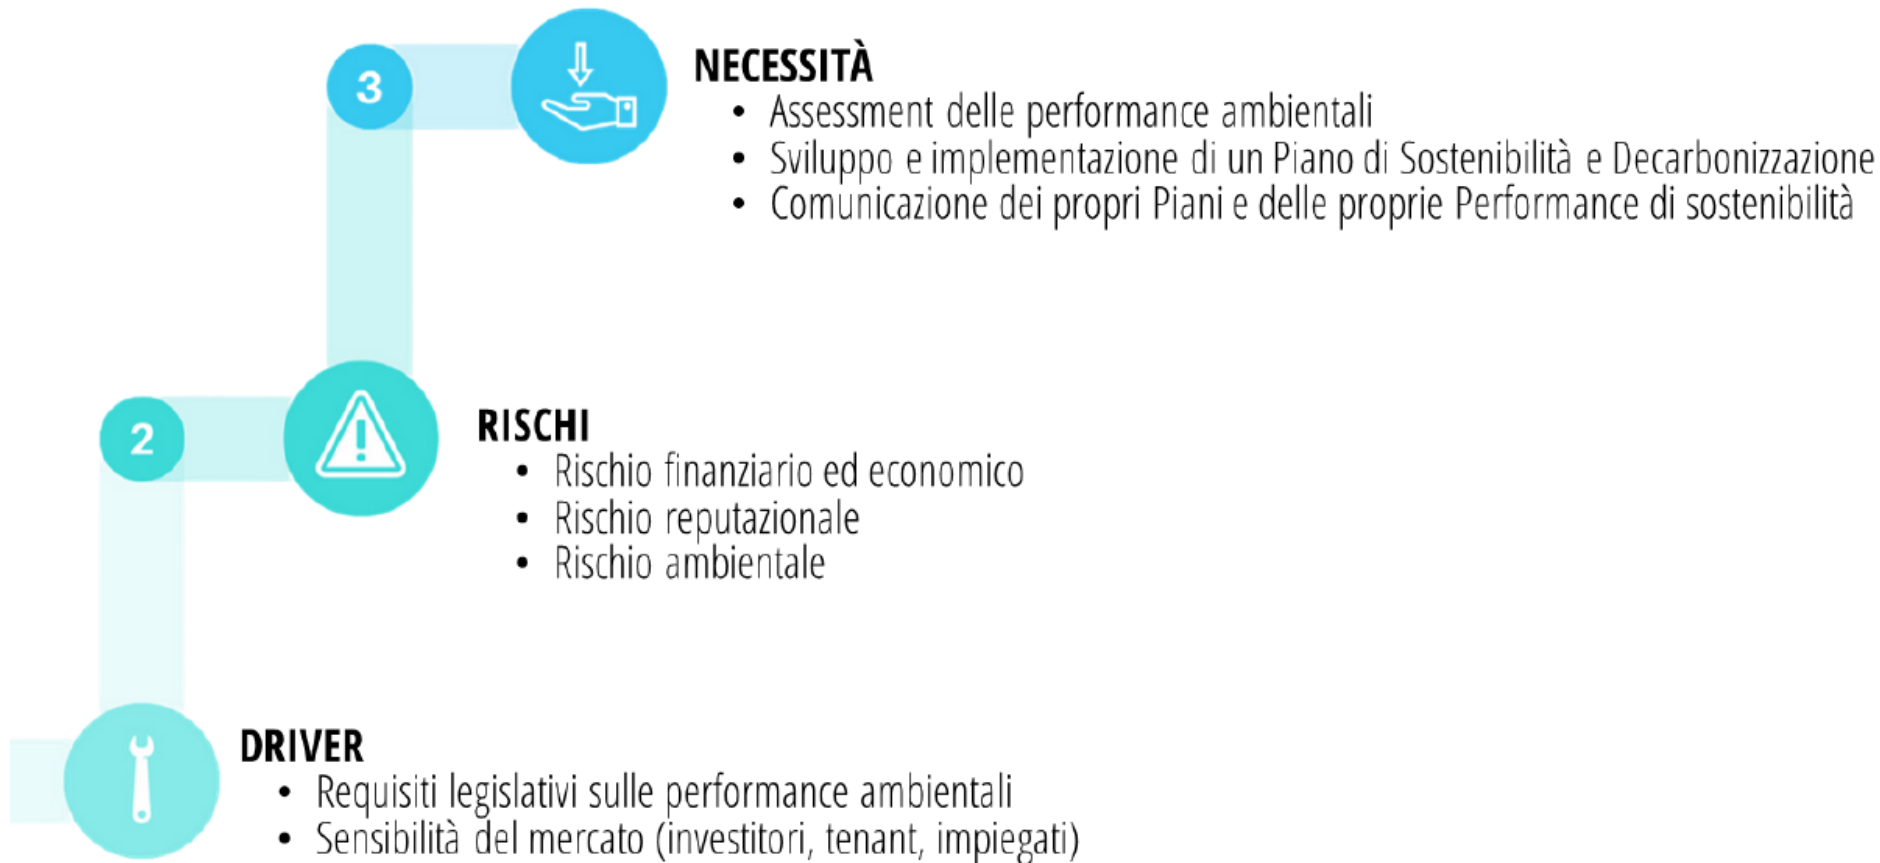 3
NECESSITÀ
• Assessment delle performance ambientali
• Sviluppo e implementazione di un Piano di Sostenibilità e Decarbonizzazione
• Comunicazione dei propri Piani e delle proprie Performance di sostenibilità
2
RISCHI
• Rischio finanziario ed economico
• Rischio reputazionale
• Rischio ambientale
DRIVER
• Requisiti legislativi sulle performance ambientali
• Sensibilità del mercato (investitori, tenant, impiegati)